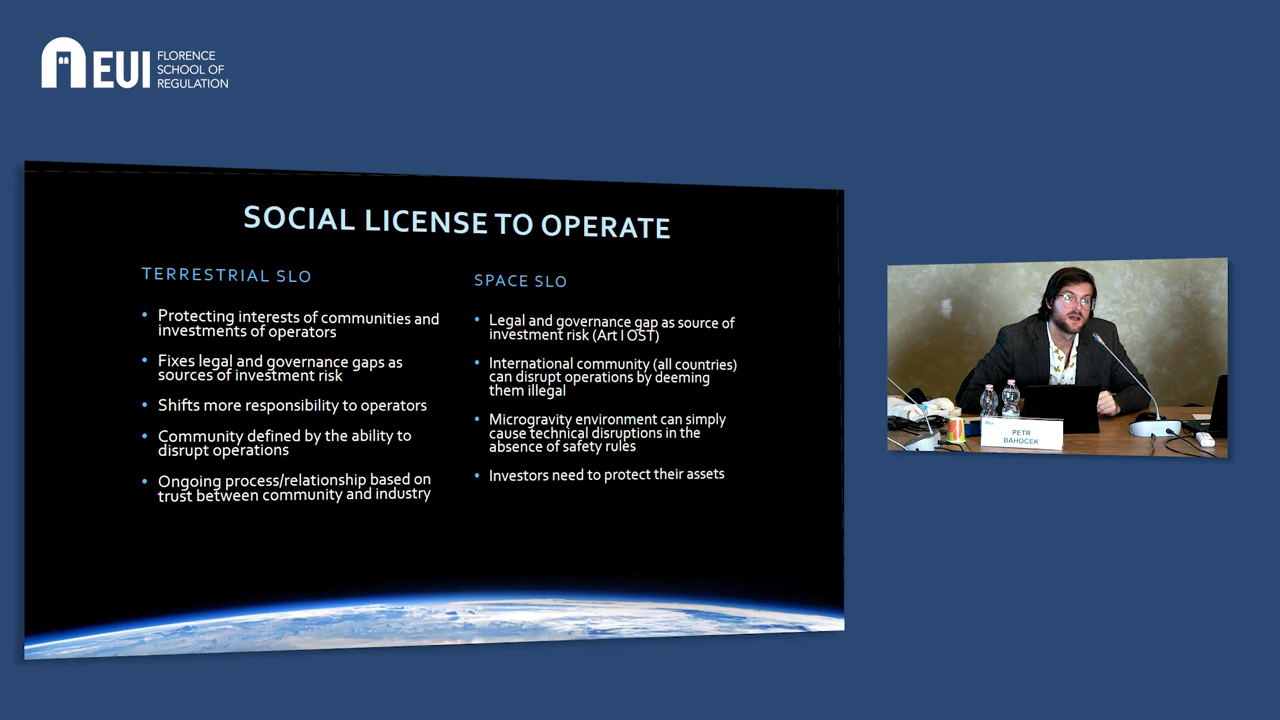 EUI
FLORENCE
SCHOOL OF
REGULATION
SOCIAL LICENSE TO OPERATE
TERRESTRIAL SLO
• Protecting interests of communities and
investments of operators
• Fixes legal and governance gaps as
sources of investment risk
• Shifts more responsibility to operators
• Community defined by the ability to
disrupt operations
• Ongoing process/relationship based on
trust between community and industry
SPACE SLO
• Legal and governance gap as source of
investment risk (Art I OST)
• International community (all countries)
can disrupt operations by deeming
them illegal
• Microgravity environment can simply
cause technical disruptions in the
absence of safety rules
• Investors need to protect their assets
PETR
BAHOCEK